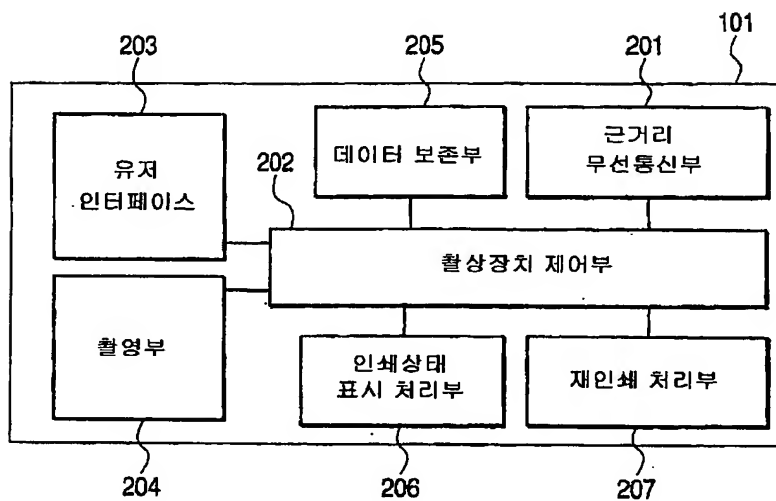 101
203
205
201
유저
인터페이스
데이터 보존부
근거리
무선통신부
202
촬상장치 제어부
촬영부
인쇄상태
표시 처리부
재인쇄 처리부
204
206
207